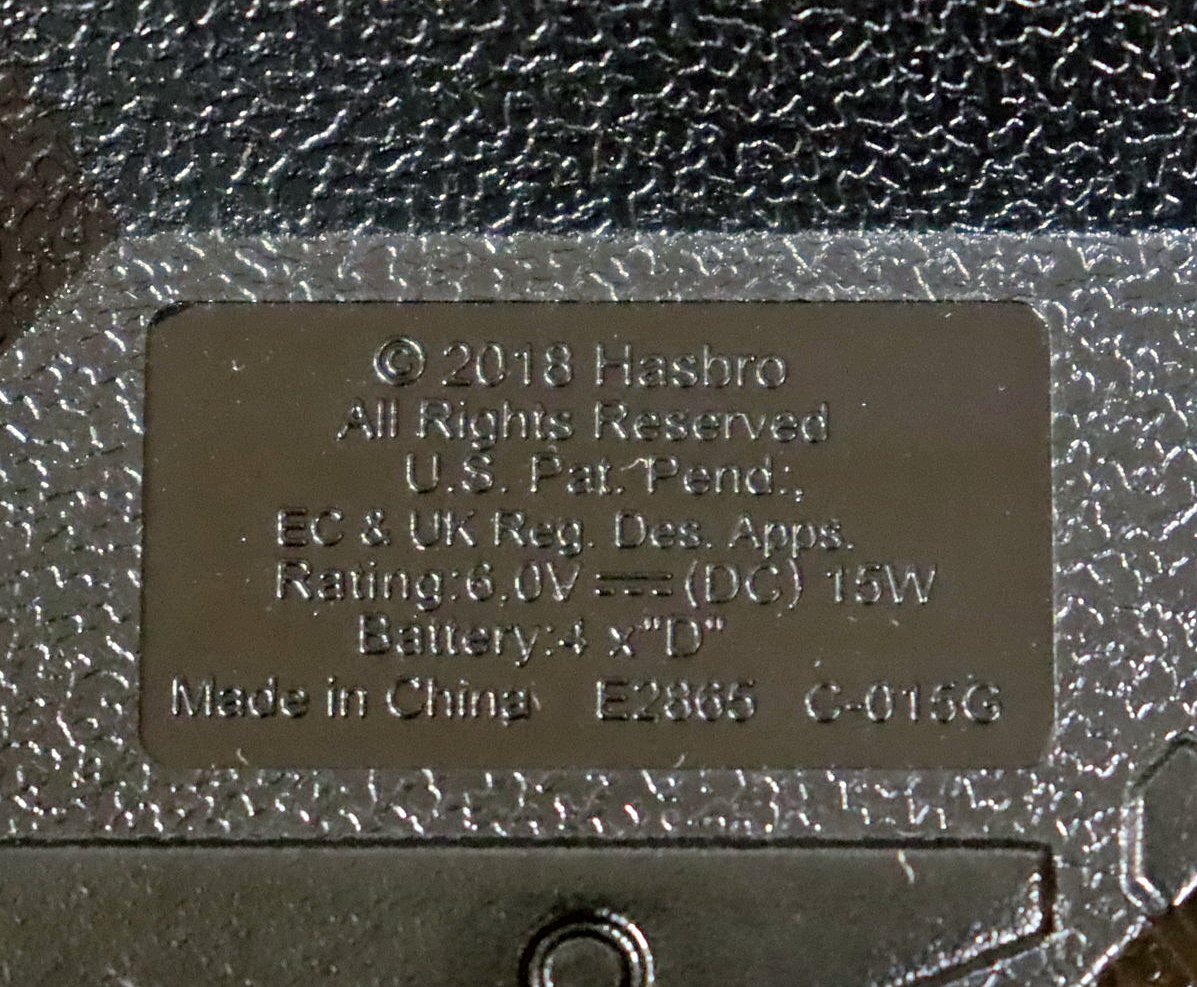 © 2018 Hasbro
All Rights Reserved
U.S. Pat. Pend.,
EC & UK Reg. Des. Apps.
Rating:6.0V ⎓ (DC) 15W
Battery:4 x"D"
Made in China E2865 C-015G